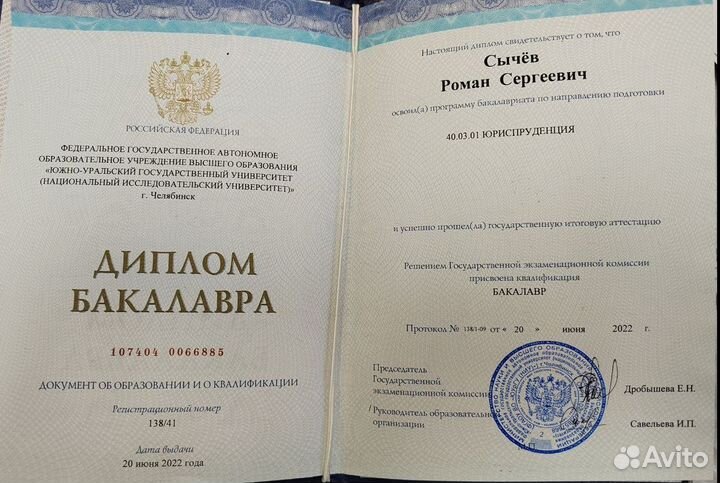 РОССИЙСКАЯ ФЕДЕРАЦИЯ
ФЕДЕРАЛЬНОЕ ГОСУДАРСТВЕННОЕ АВТОНОМНОЕ
ОБРАЗОВАТЕЛЬНОЕ УЧРЕЖДЕНИЕ ВЫСШЕГО ОБРАЗОВАНИЯ
«ЮЖНО-УРАЛЬСКИЙ ГОСУДАРСТВЕННЫЙ УНИВЕРСИТЕТ
(НАЦИОНАЛЬНЫЙ ИССЛЕДОВАТЕЛЬСКИЙ УНИВЕРСИТЕТ)»
г. Челябинск
ДИПЛОМ
БАКАЛАВРА
107404 0066885
ДОКУМЕНТ ОБ ОБРАЗОВАНИИ И О КВАЛИФИКАЦИИ
Регистрационный номер
138/41
Дата выдачи
20 июня 2022 года
Настоящий диплом свидетельствует о том, что
Сычёв
Роман Сергеевич
освоил(а) программу бакалавриата по направлению подготовки
40.03.01 ЮРИСПРУДЕНЦИЯ
и успешно прошел(ла) государственную итоговую аттестацию
Решением Государственной экзаменационной комиссии
присвоена квалификация
БАКАЛАВР
Протокол № 138/1-09 от « 20 » июня 2022 г.
Председатель
Государственной
экзаменационной комиссии
Дробышева Е.Н.
Руководитель образовательной
организации
Савельева И.П.
М.П.
Avito